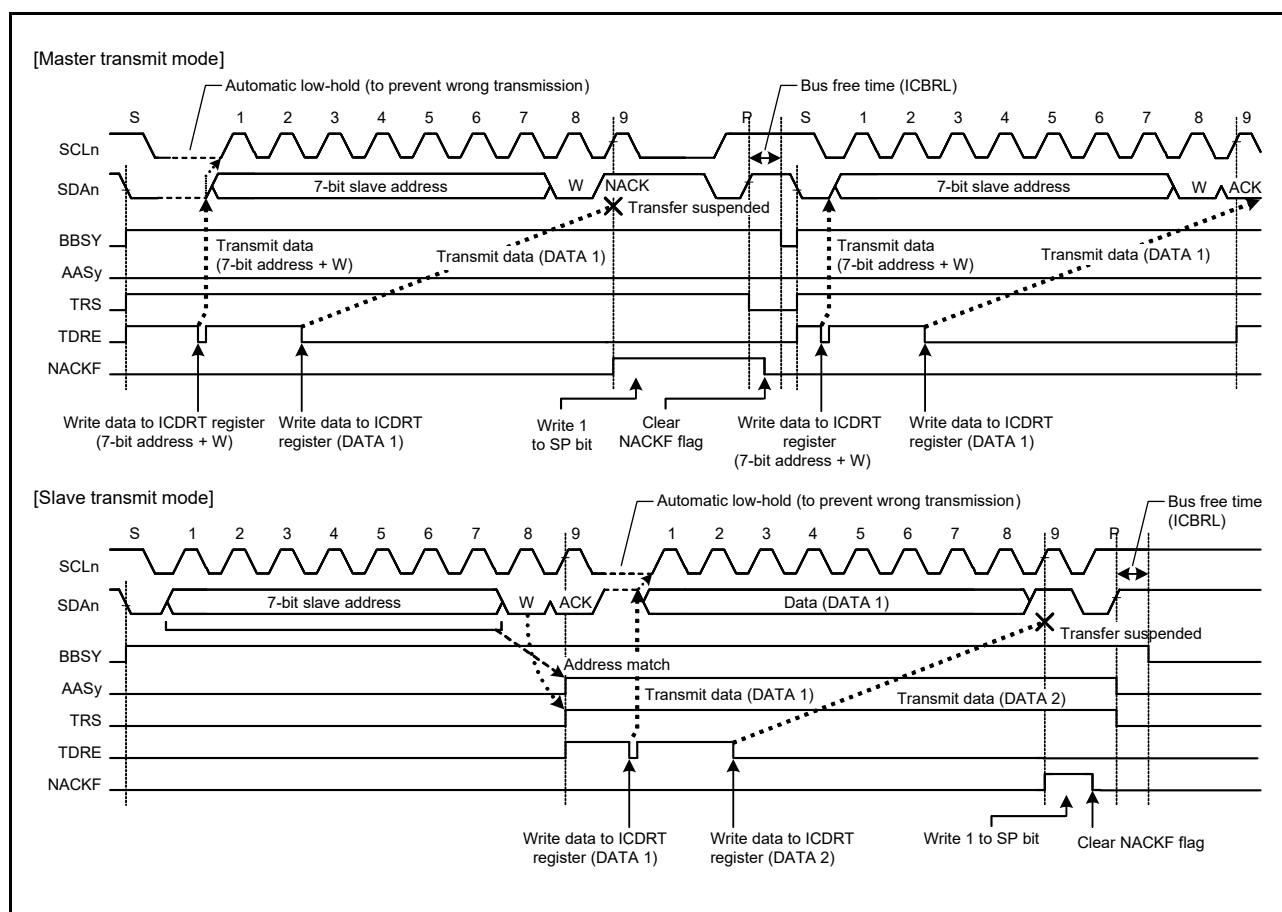 [Master transmit mode]
Automatic low-hold (to prevent wrong transmission)
Bus free time (ICBRL)
S 1 2 3 4 5 6 7 8 9 P S 1 2 3 4 5 6 7 8 9
SCLn
SDAn 7-bit slave address W NACK 7-bit slave address W ACK
Transfer suspended
BBSY
Transmit data
(7-bit address + W)
Transmit data (DATA 1)
Transmit data
(7-bit address + W)
Transmit data (DATA 1)
AASy
TRS
TDRE
NACKF
Write data to ICDRT register
(7-bit address + W)
Write data to ICDRT
register (DATA 1)
Write 1
to SP bit
Clear
NACKF flag
Write data to ICDRT
register
(7-bit address + W)
Write data to ICDRT
register (DATA 1)
[Slave transmit mode]
Automatic low-hold (to prevent wrong transmission)
Bus free time
(ICBRL)
S 1 2 3 4 5 6 7 8 9 1 2 3 4 5 6 7 8 9 P
SCLn
SDAn 7-bit slave address W ACK Data (DATA 1)
Transfer suspended
BBSY
Address match
AASy
Transmit data (DATA 1)
Transmit data (DATA 2)
TRS
TDRE
NACKF
Write data to ICDRT
register (DATA 1)
Write data to ICDRT
register (DATA 2)
Write 1 to SP bit
Clear NACKF flag